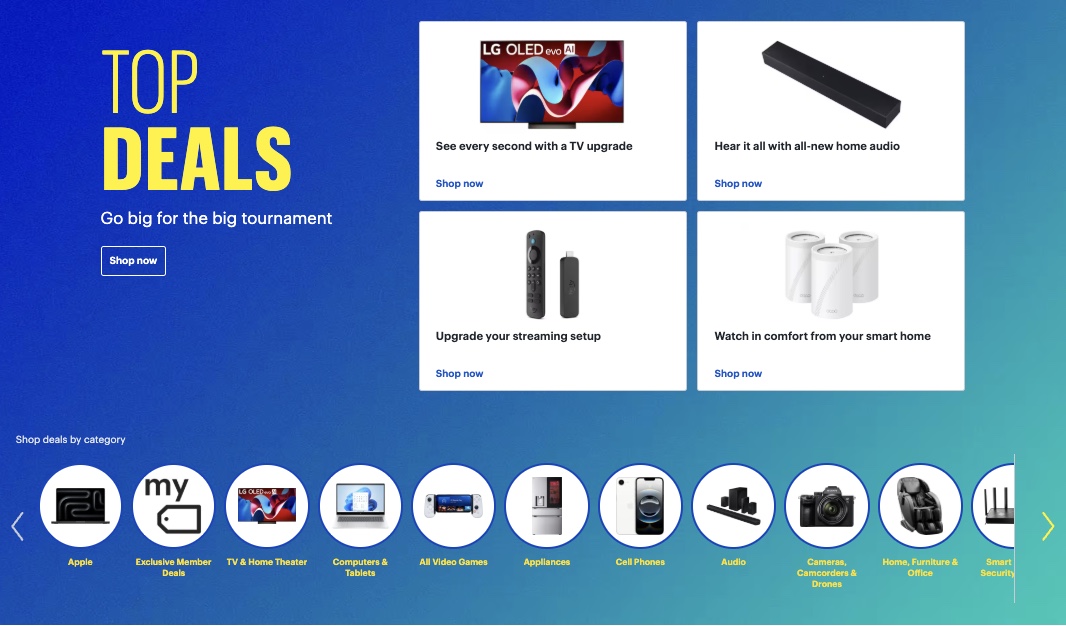 TOP
DEALS
Go big for the big tournament
Shop now
LG OLED evo AI
See every second with a TV upgrade
Shop now
Hear it all with all-new home audio
Shop now
Upgrade your streaming setup
Shop now
Watch in comfort from your smart home
Shop now
Shop deals by category
my
LG OLED
Apple
Exclusive Member
Deals
TV & Home Theater
Computers &
Tablets
All Video Games
Appliances
Cell Phones
Audio
Cameras,
Camcorders &
Drones
Home, Furniture &
Office
Smart
Security